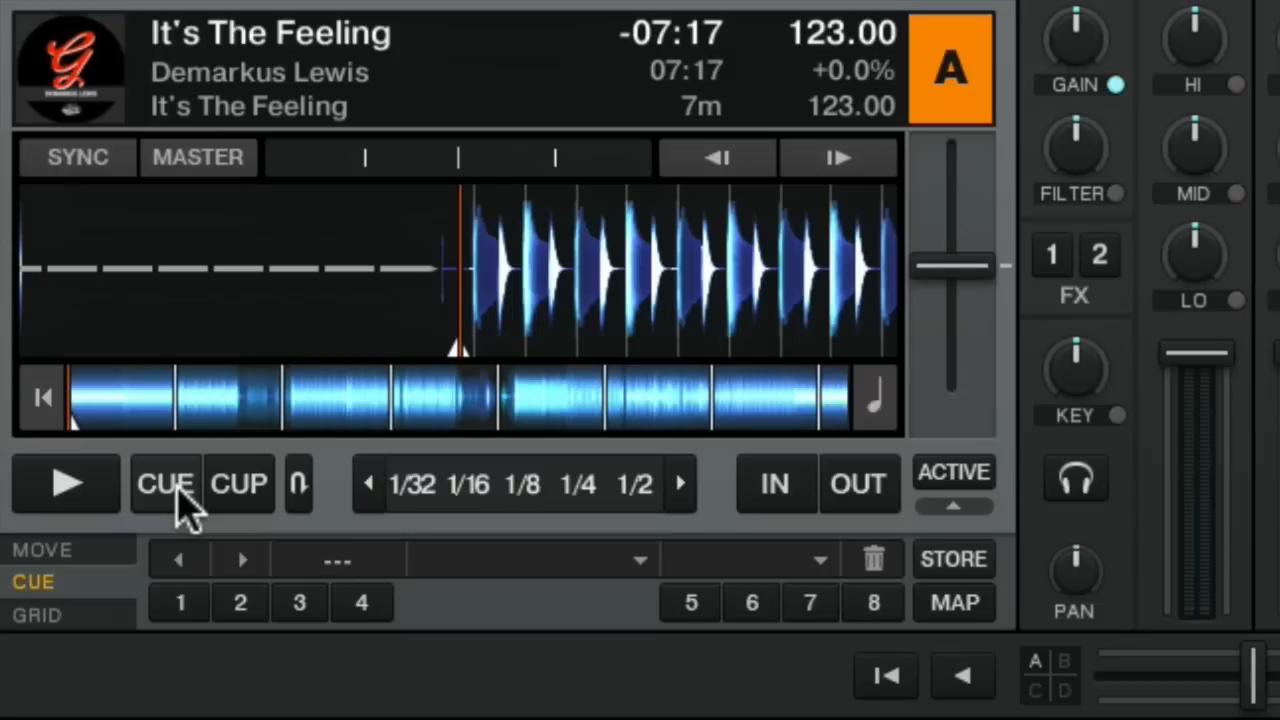 It's The Feeling -07:17 123.00 A
Demarkus Lewis 07:17 +0.0%
It's The Feeling 7m 123.00
DEMARKUS LEWIS
SYNC MASTER
CUE CUP 1/32 1/16 1/8 1/4 1/2 IN OUT ACTIVE
MOVE
CUE
GRID
--- STORE
1 2 3 4 5 6 7 8 MAP
GAIN HI
FILTER MID
1 2
FX LO
KEY
PAN
A B
C D